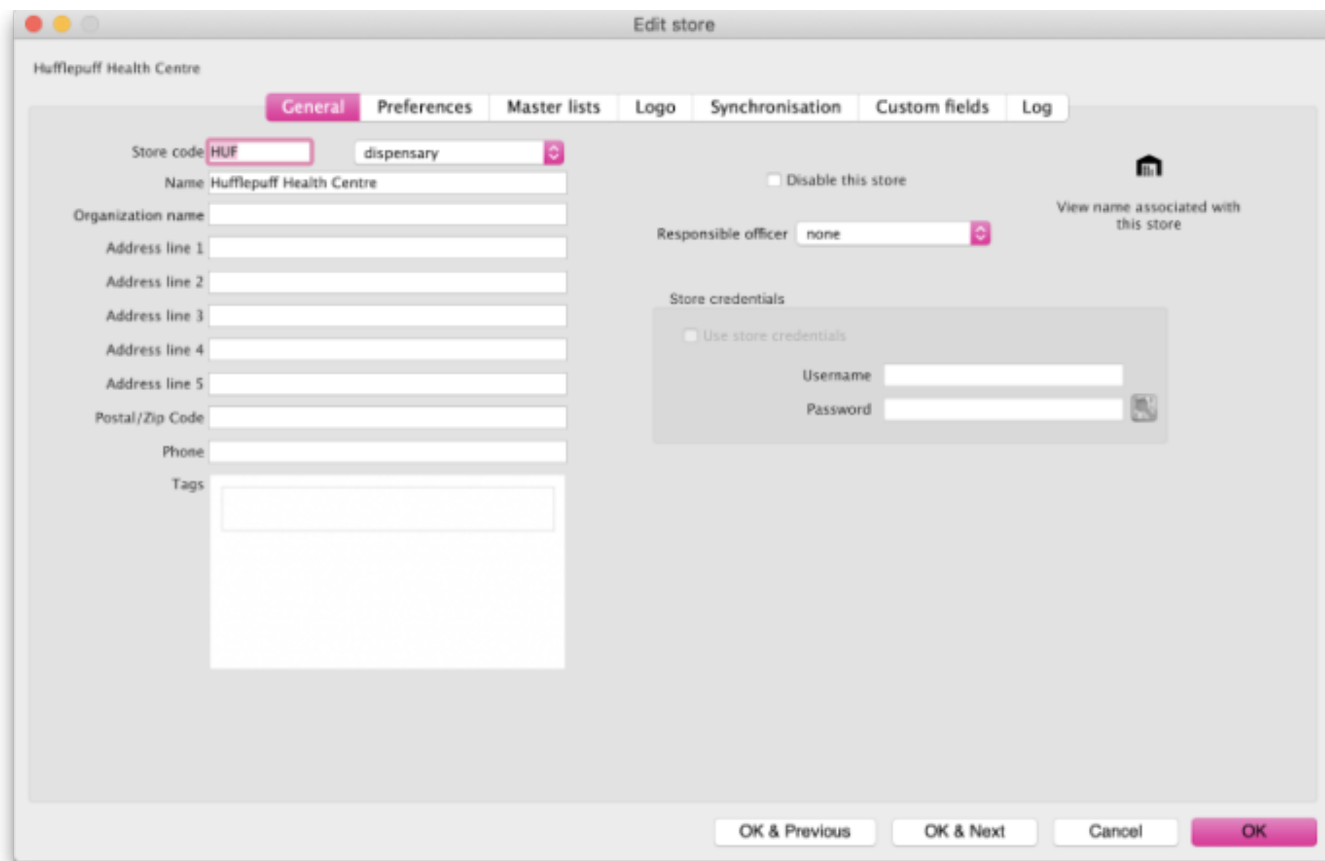 Edit store
Hufflepuff Health Centre
General Preferences Master lists Logo Synchronisation Custom fields Log
Store code HUF dispensary
Name Hufflepuff Health Centre
Disable this store
View name associated with
this store
Organization name
Responsible officer none
Address line 1
Address line 2
Store credentials
Address line 3
Use store credentials
Address line 4
Username
Address line 5
Password
Postal/Zip Code
Phone
Tags
OK & Previous OK & Next Cancel OK